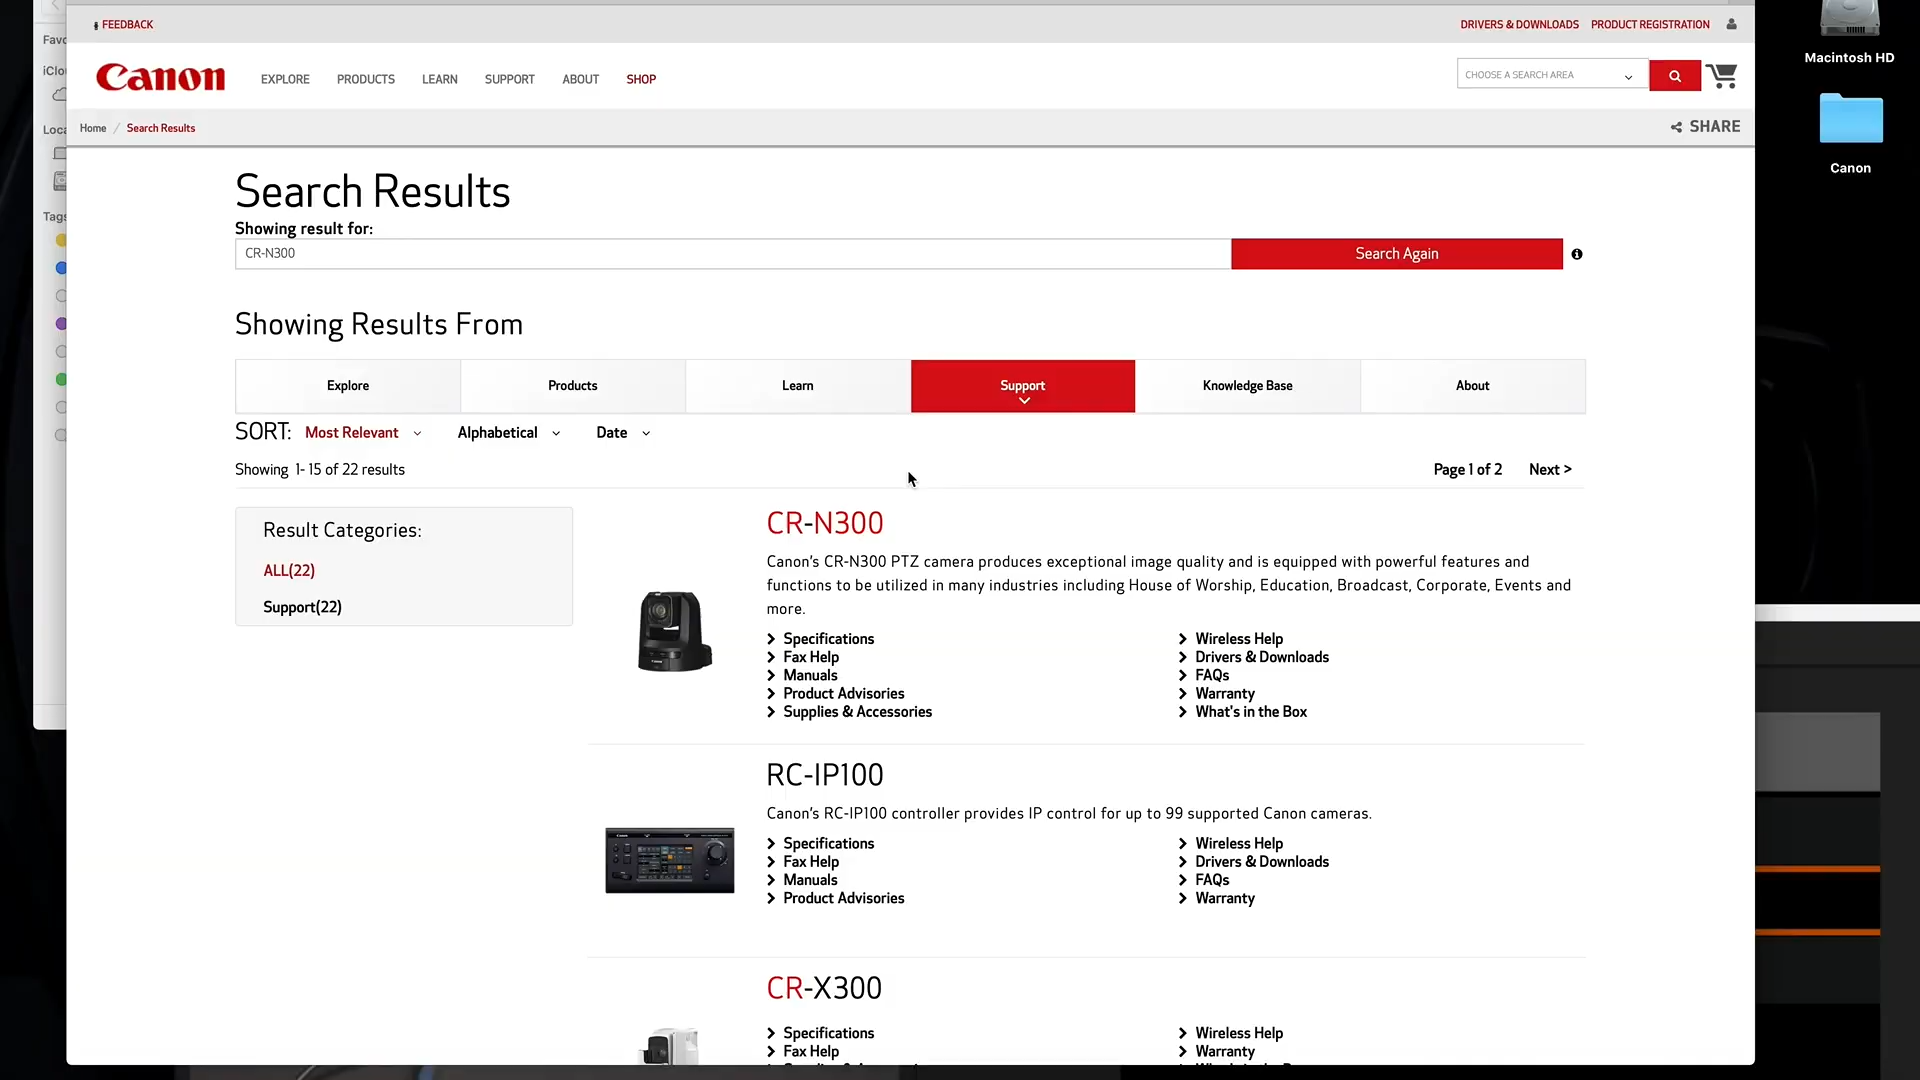 FEEDBACK
DRIVERS & DOWNLOADS PRODUCT REGISTRATION
Macintosh HD
Canon
EXPLORE PRODUCTS LEARN SUPPORT ABOUT SHOP
CHOOSE A SEARCH AREA
Home / Search Results
SHARE
Canon
Search Results
Showing result for:
CR-N300
Search Again
Showing Results From
Explore Products Learn Support Knowledge Base About
SORT: Most Relevant Alphabetical Date
Showing 1- 15 of 22 results
Page 1 of 2 Next >
Result Categories:
ALL(22)
Support(22)
CR-N300
Canon's CR-N300 PTZ camera produces exceptional image quality and is equipped with powerful features and
functions to be utilized in many industries including House of Worship, Education, Broadcast, Corporate, Events and
more.
Specifications
Fax Help
Manuals
Product Advisories
Supplies & Accessories
Wireless Help
Drivers & Downloads
FAQs
Warranty
What's in the Box
RC-IP100
Canon's RC-IP100 controller provides IP control for up to 99 supported Canon cameras.
Specifications
Fax Help
Manuals
Product Advisories
Wireless Help
Drivers & Downloads
FAQs
Warranty
CR-X300
Specifications
Fax Help
Wireless Help
Warranty